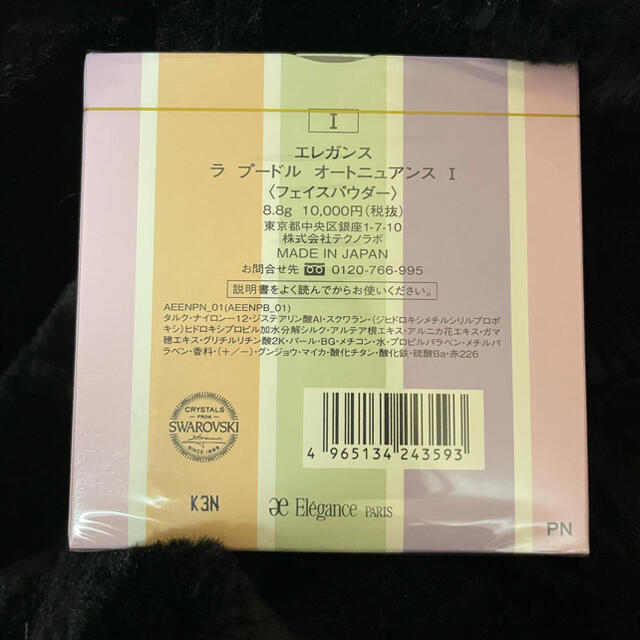 I
エレガンス
ラ プードル オートニュアンス I
〈フェイスパウダー〉
8.8g 10,000円(税抜)
東京都中央区銀座1-7-10
株式会社テクノラボ
MADE IN JAPAN
お問合せ先 0120-766-995
説明書をよく読んでからお使いください。
AEENPN_01(AEENPB_01)
タルク・ナイロン-12・ジステアリン酸Al・スクワラン・(ジヒドロキシメチルシリルプロポ
キシ)ヒドロキシプロピル加水分解シルク・アルテア根エキス・アルニカ花エキス・ガマ
穂エキス・グリチルリチン酸2K・パール・BG・メチコン・水・プロピルパラベン・メチルパ
ラベン・香料・(+/-)・グンジョウ・マイカ・酸化チタン・酸化鉄・硫酸Ba・赤226
CRYSTALS
FROM
SWAROVSKI
SINCE 1895
4 965134 243593
K3N
æ Elégance PARIS
PN